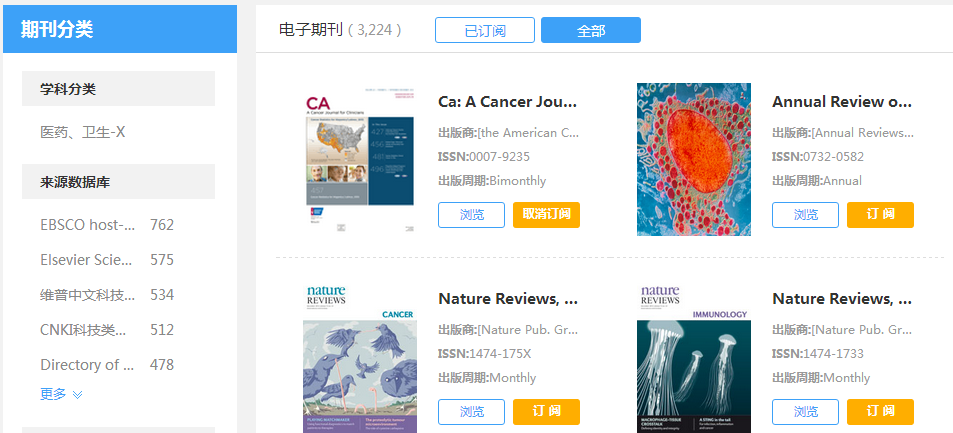 期刊分类
学科分类
医药、卫生-X
来源数据库
EBSCO host-... 762
Elsevier Scie... 575
维普中文科技... 534
CNKI科技类... 512
Directory of ... 478
更多
电子期刊 ( 3,224 ) 已订阅 全部
CA
A Cancer Journal for Clinicians
Ca: A Cancer Jou...
出版商:[the American C...
ISSN:0007-9235
出版周期:Bimonthly
浏览 取消订阅
Annual Review o...
出版商:[Annual Reviews...
ISSN:0732-0582
出版周期:Annual
浏览 订 阅
nature
REVIEWS
CANCER
Nature Reviews, ...
出版商:[Nature Pub. Gr...
ISSN:1474-175X
出版周期:Monthly
浏览 订 阅
nature
REVIEWS
IMMUNOLOGY
Nature Reviews, ...
出版商:[Nature Pub. Gr...
ISSN:1474-1733
出版周期:Monthly
浏览 订 阅